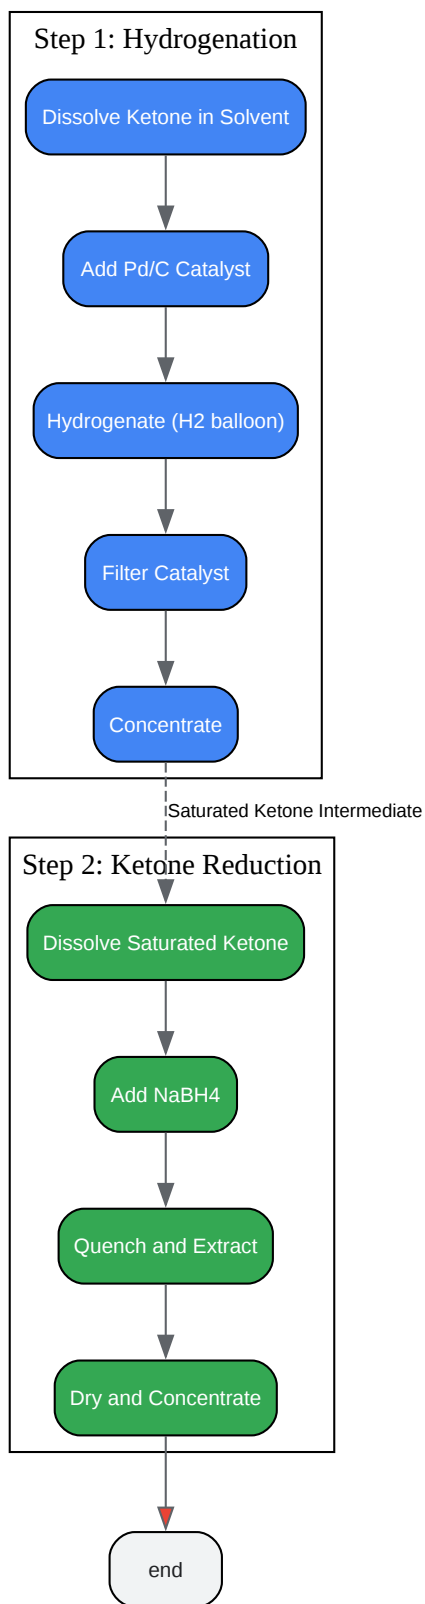 Step 1: Hydrogenation
Dissolve Ketone in Solvent
Add Pd/C Catalyst
Hydrogenate (H2 balloon)
Filter Catalyst
Concentrate
Saturated Ketone Intermediate
Step 2: Ketone Reduction
Dissolve Saturated Ketone
Add NaBH4
Quench and Extract
Dry and Concentrate
end